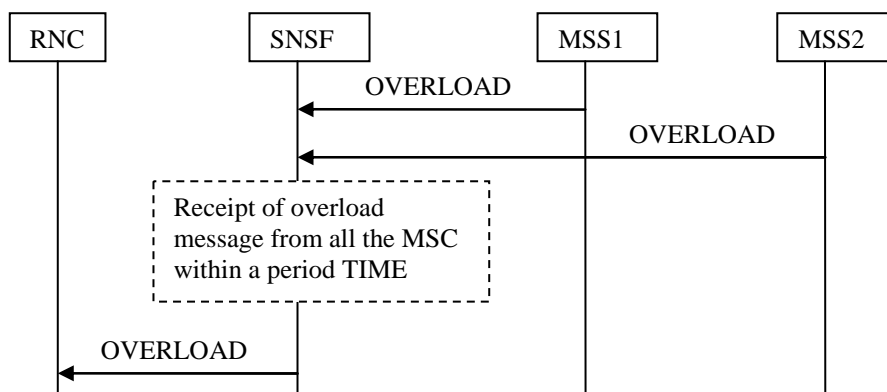 RNC SNSF MSS1 MSS2
OVERLOAD
OVERLOAD
Receipt of overload
message from all the MSC
within a period TIME
OVERLOAD